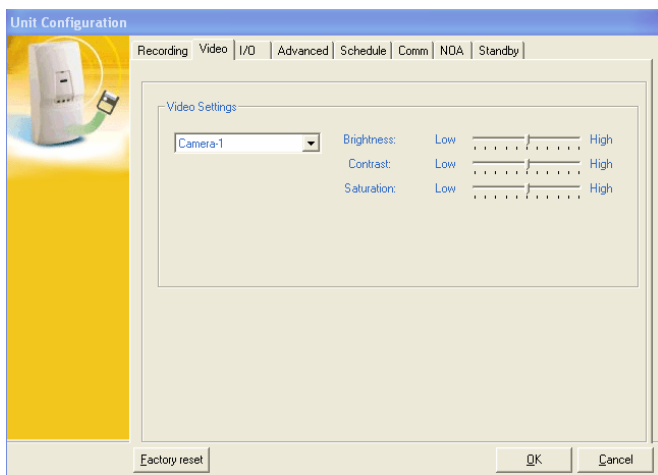 Unit Configuration
Recording Video I/O Advanced Schedule Comm NOA Standby
Video Settings
Camera-1
Brightness: Low High
Contrast: Low High
Saturation: Low High
Factory reset OK Cancel